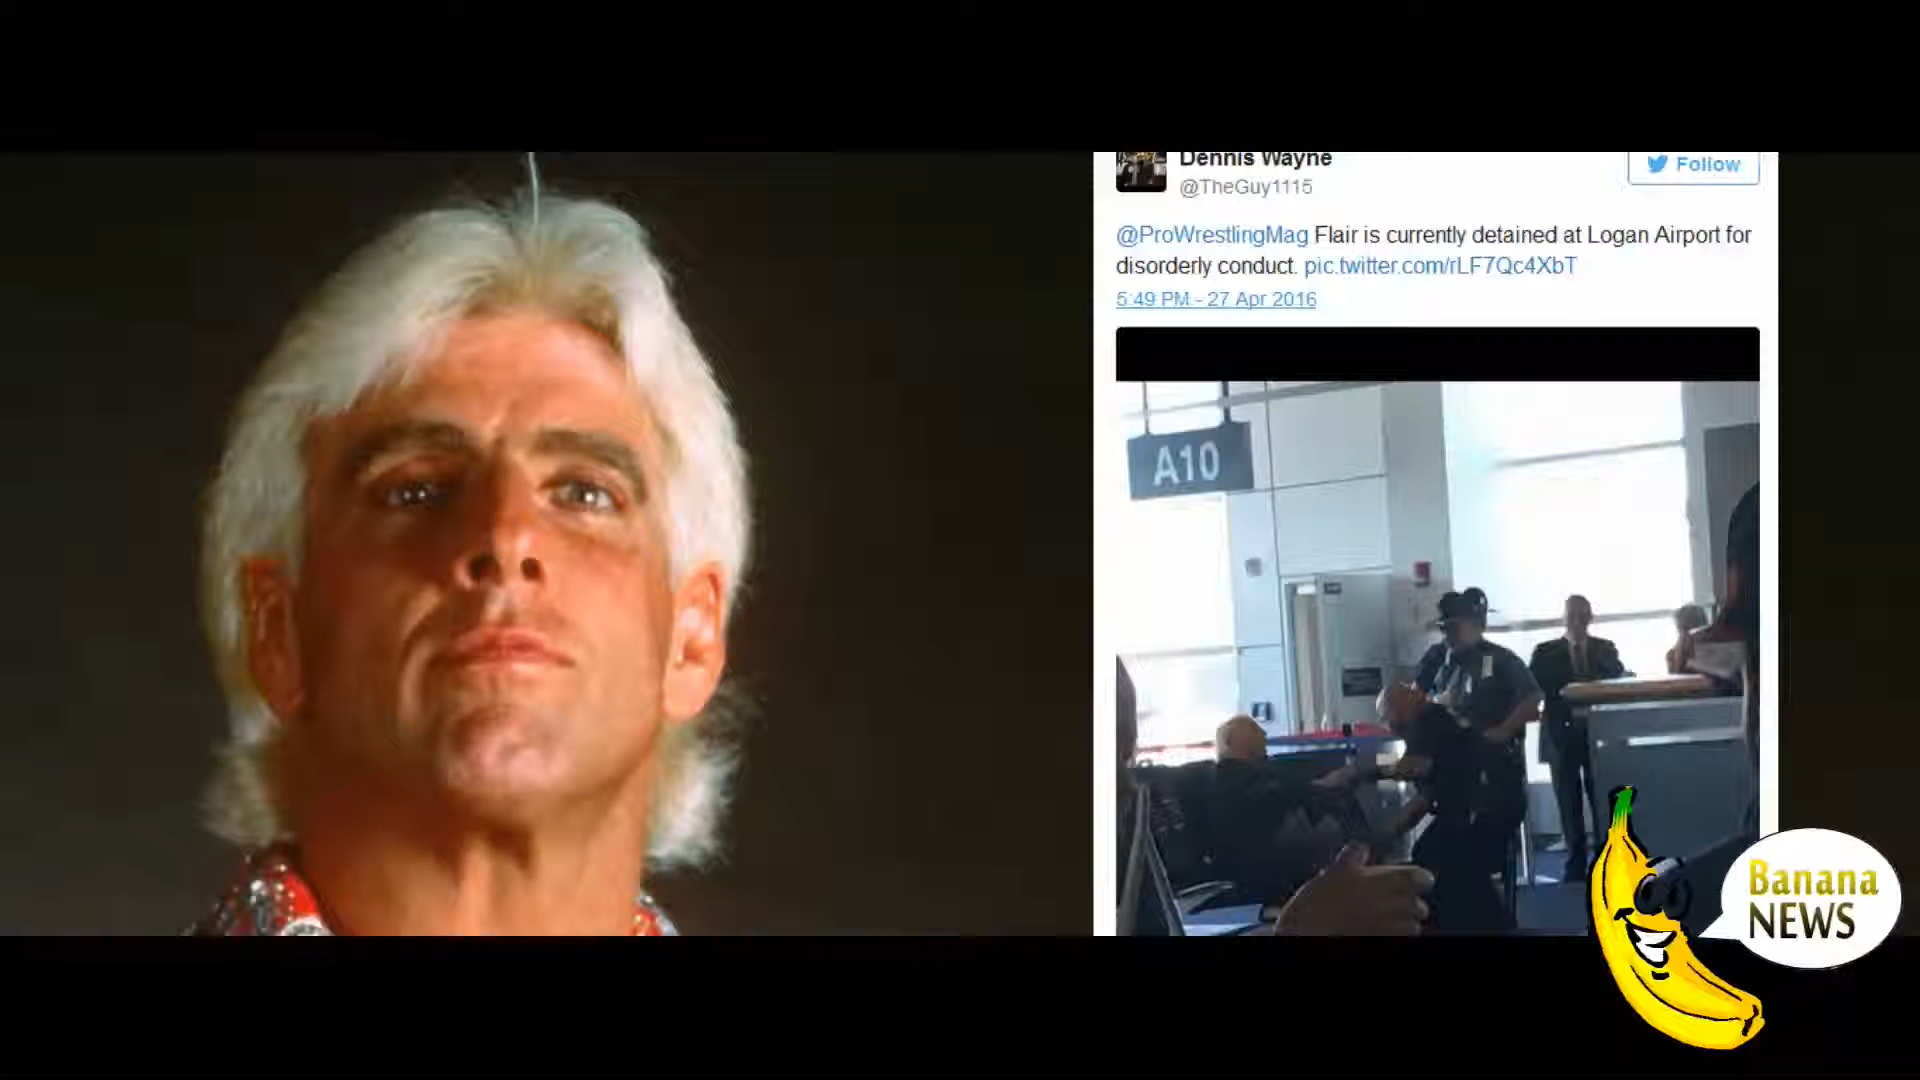 Dennis Wayne
Follow
@TheGuy1115
@ProWrestlingMag Flair is currently detained at Logan Airport for
disorderly conduct. pic.twitter.com/rLF7Qc4XbT
5:49 PM - 27 Apr 2016
A10
Banana
NEWS